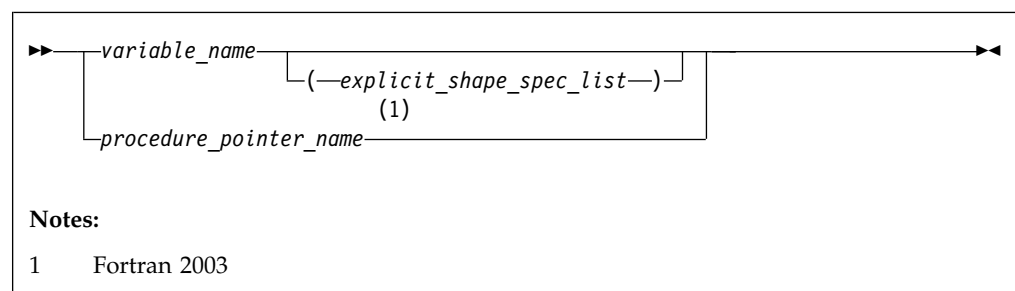 variable_name
(explicit_shape_spec_list)
(1)
procedure_pointer_name
Notes:
1 Fortran 2003